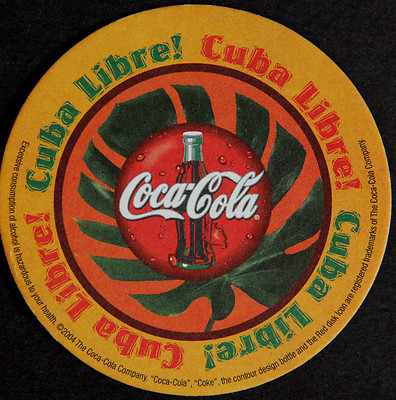 Cuba Libre!
Cuba Libre!
Cuba Libre!
Cuba Libre!
Coca-Cola
®
Excessive consumption of alcohol is hazardous to your health. ©2004 The Coca-Cola Company. "Coca-Cola", "Coke", the contour design bottle and the Red disk Icon are registered trademarks of The Coca-Cola Company.